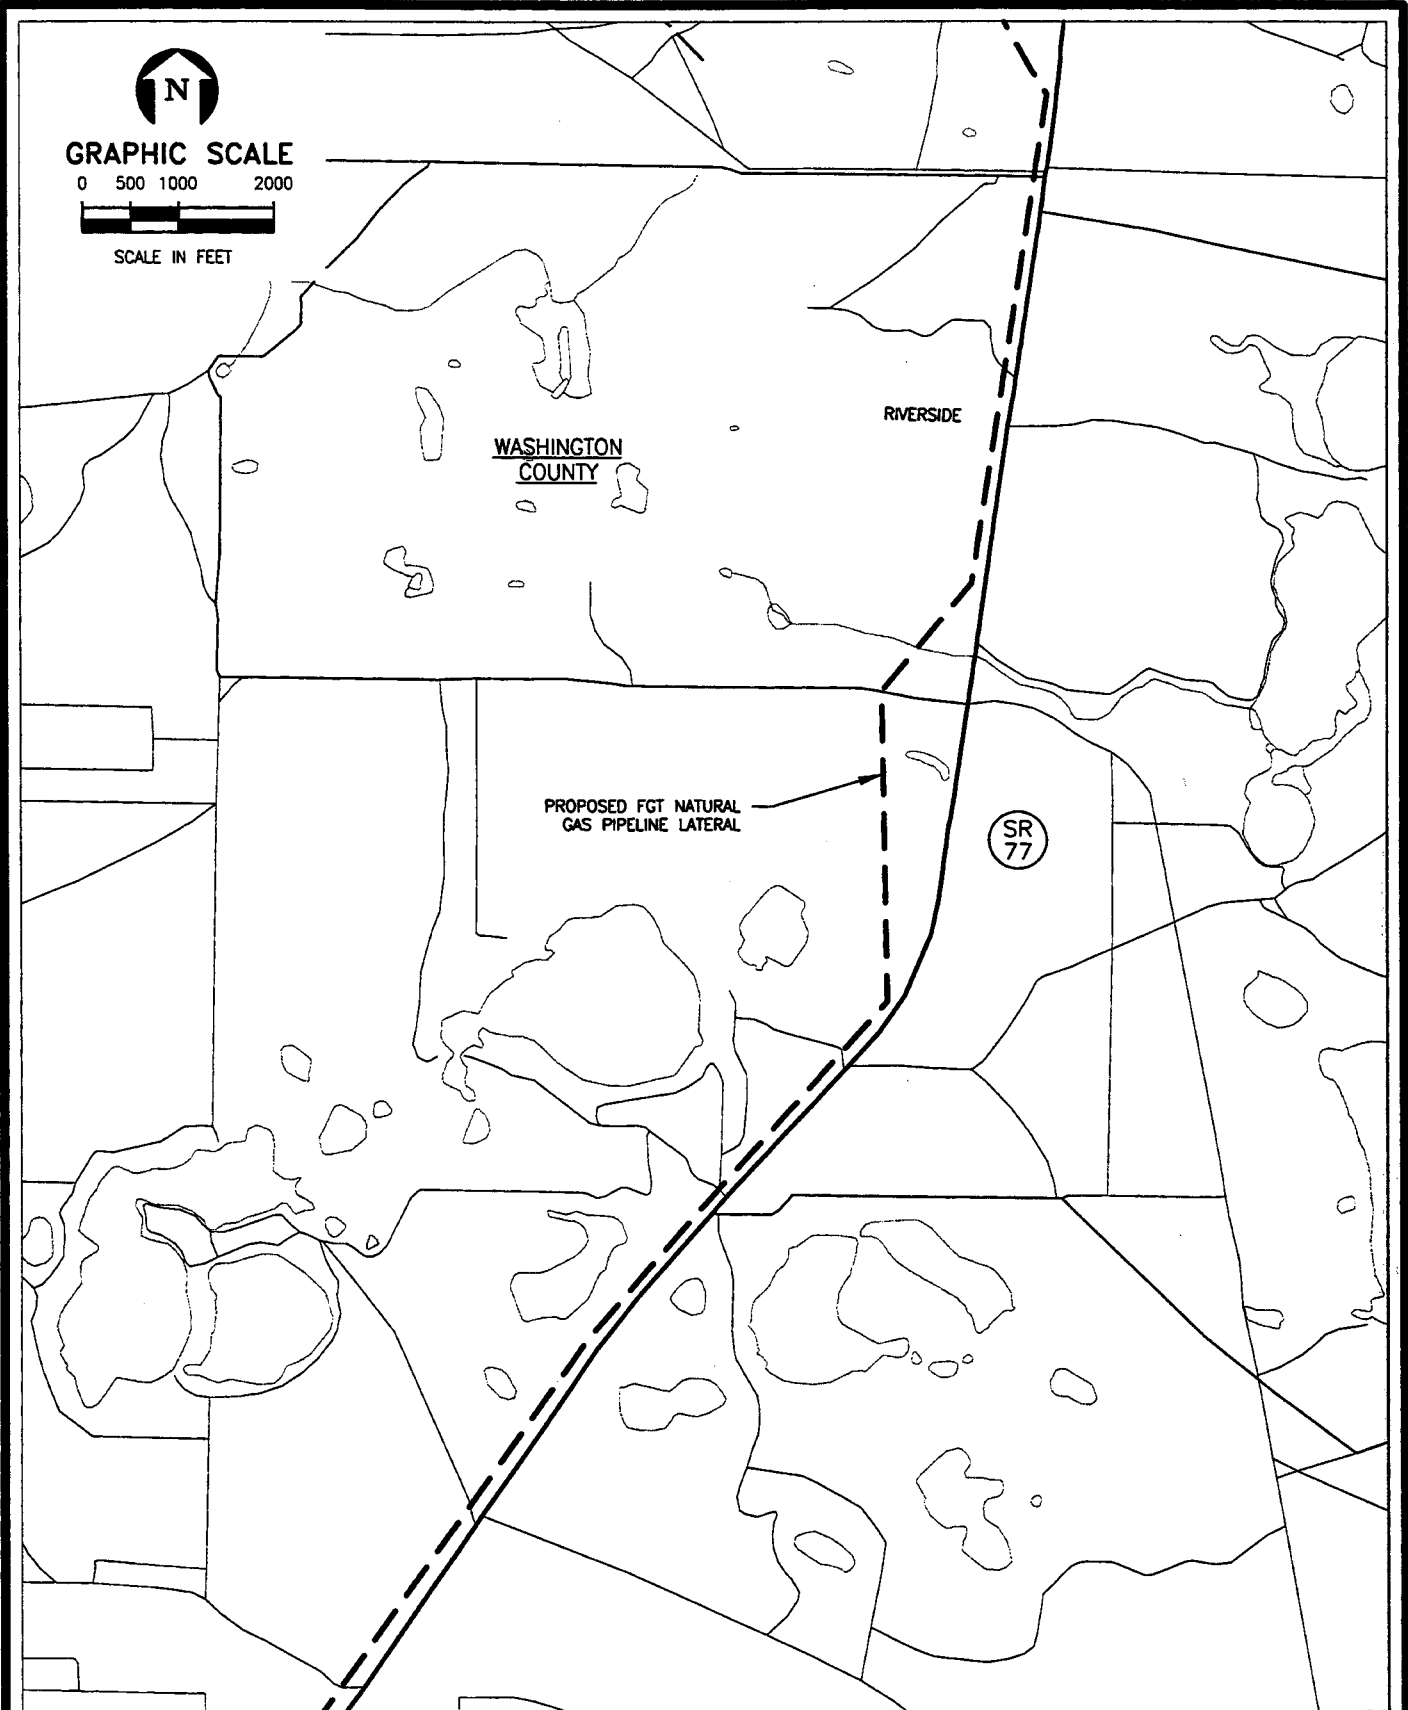 N
GRAPHIC SCALE
0 500 1000 2000
SCALE IN FEET
RIVERSIDE
WASHINGTON
COUNTY
PROPOSED FGT NATURAL
GAS PIPELINE LATERAL
SR
77